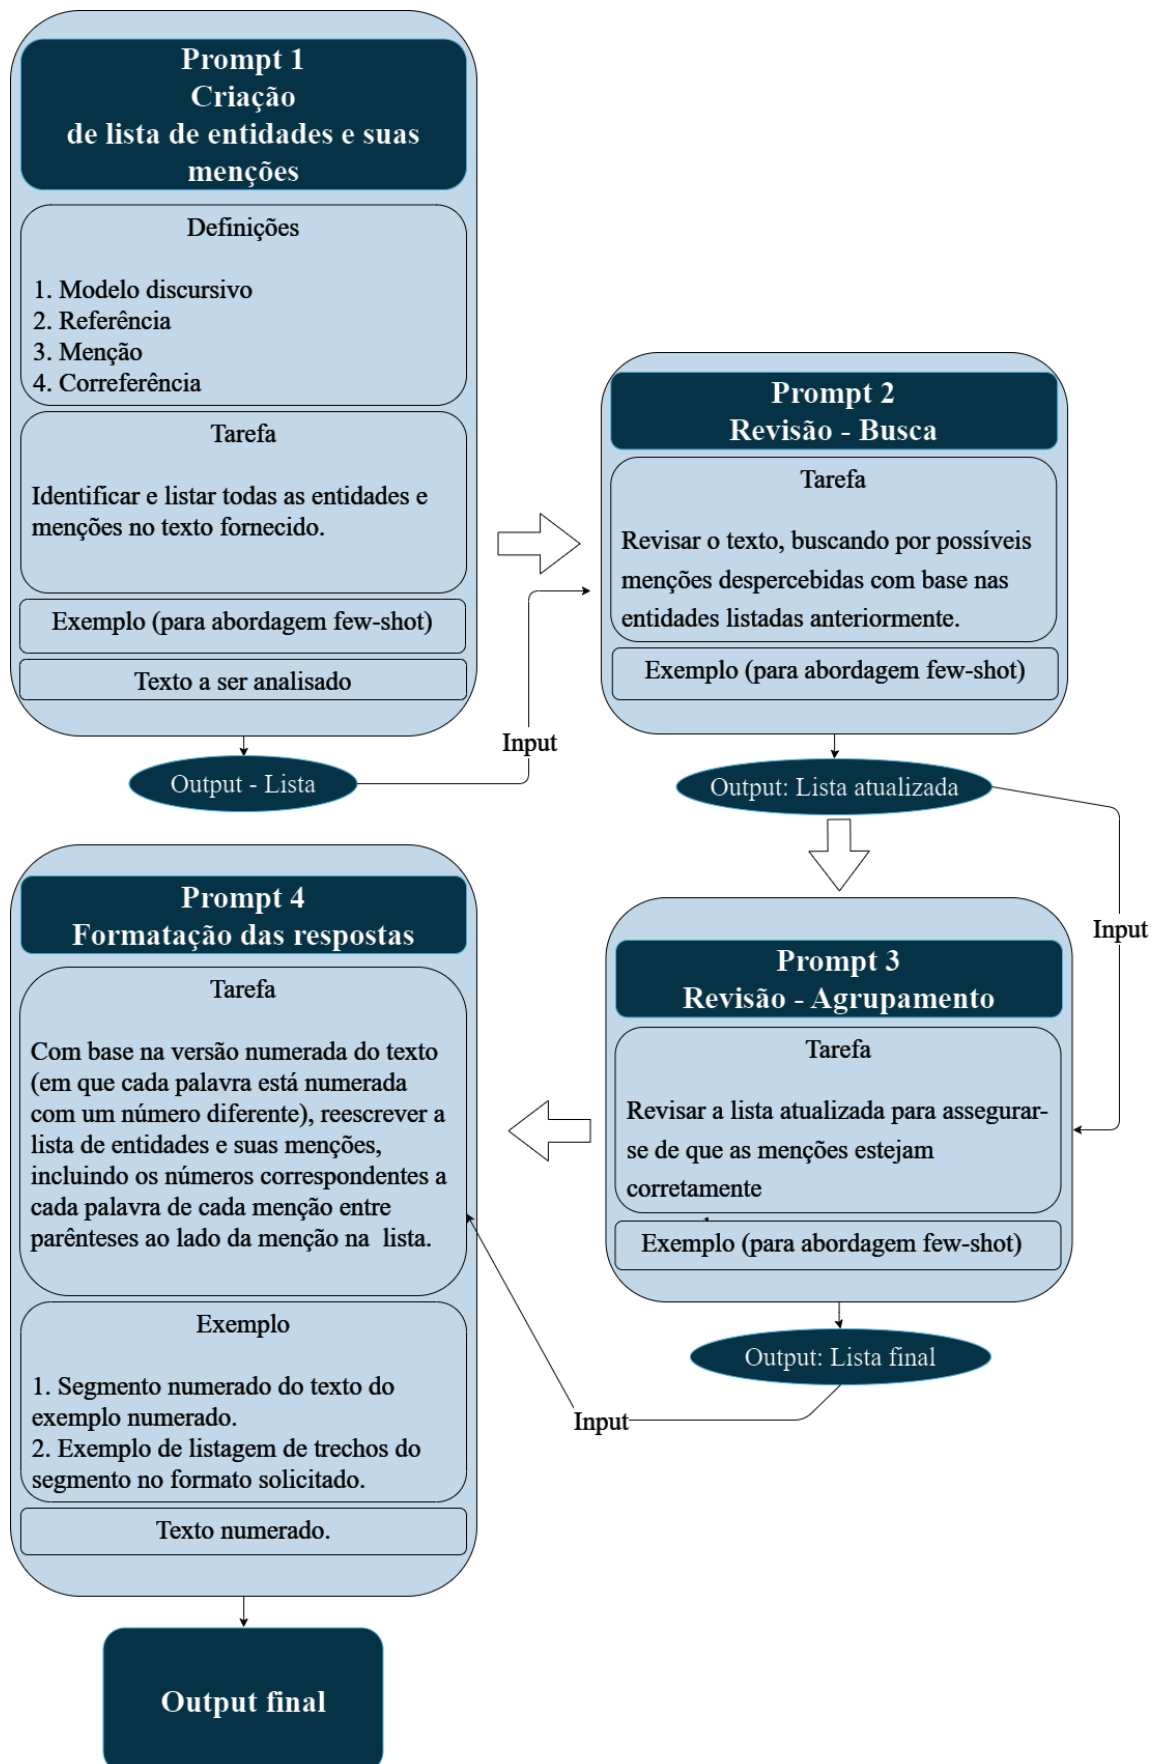 Prompt 1
Criação
de lista de entidades e suas
menções
Definições
1. Modelo discursivo
2. Referência
3. Menção
4. Correferência
Tarefa
Identificar e listar todas as entidades e
menções no texto fornecido.
Exemplo (para abordagem few-shot)
Texto a ser analisado
Output - Lista
Input
Prompt 2
Revisão - Busca
Tarefa
Revisar o texto, buscando por possíveis
menções despercebidas com base nas
entidades listadas anteriormente.
Exemplo (para abordagem few-shot)
Output: Lista atualizada
Input
Prompt 3
Revisão - Agrupamento
Tarefa
Revisar a lista atualizada para assegurar-
se de que as menções estejam
corretamente
Exemplo (para abordagem few-shot)
Output: Lista final
Input
Prompt 4
Formatação das respostas
Tarefa
Com base na versão numerada do texto
(em que cada palavra está numerada
com um número diferente), reescrever a
lista de entidades e suas menções,
incluindo os números correspondentes a
cada palavra de cada menção entre
parênteses ao lado da menção na lista.
Exemplo
1. Segmento numerado do texto do
exemplo numerado.
2. Exemplo de listagem de trechos do
segmento no formato solicitado.
Texto numerado.
Output final